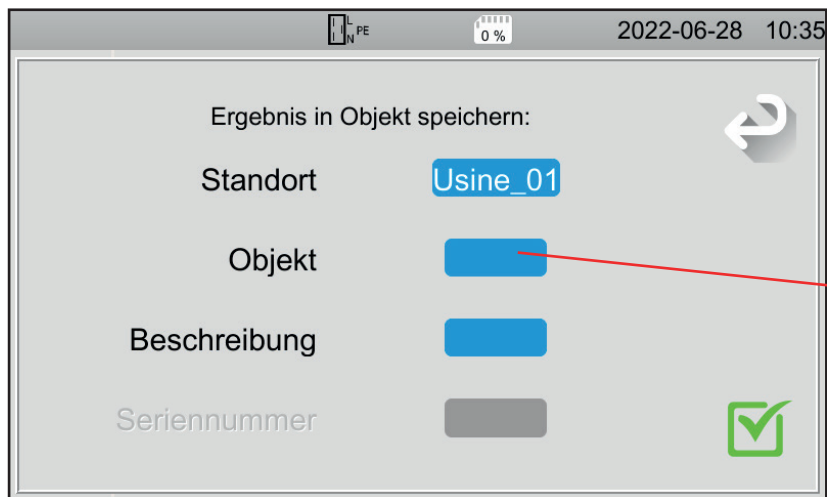 L
N PE
0 %
2022-06-28 10:35
Ergebnis in Objekt speichern:
Standort Usine_01
Objekt
Beschreibung
Seriennummer